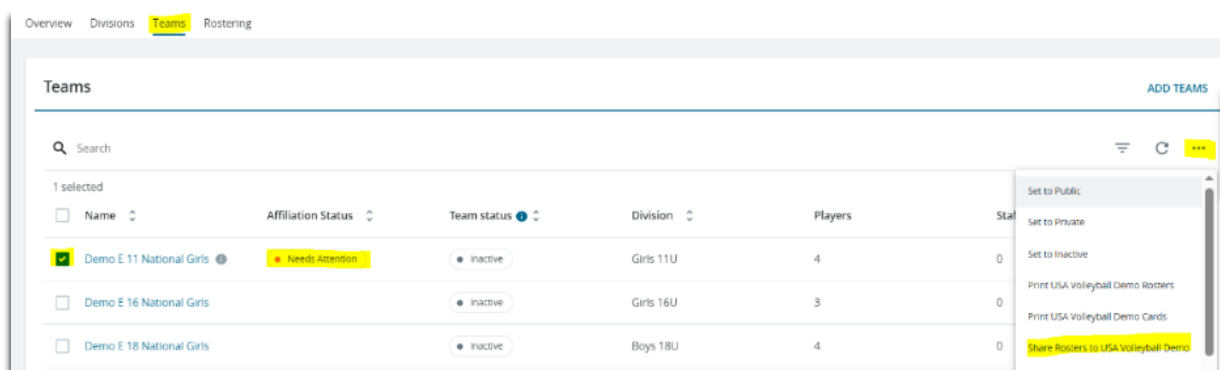 Overview Divisions Teams Rostering
Teams ADD TEAMS
Search
1 selected
Set to Public
Name Affiliation Status Team status Division Players Staf
Set to Private
Demo E 11 National Girls Needs Attention Inactive Girls 11U 4 0
Set to Inactive
Print USA Volleyball Demo Rosters
Demo E 16 National Girls Inactive Girls 16U 3 0
Print USA Volleyball Demo Cards
Demo E 18 National Girls Inactive Boys 18U 4 0
Share Rosters to USA Volleyball Demo